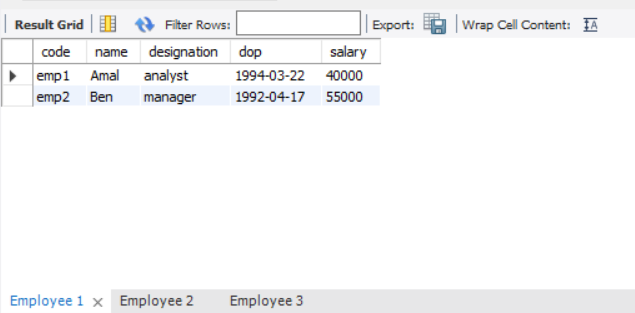 Result Grid Filter Rows: Export: Wrap Cell Content: IA
code name designation dop salary
emp1 Amal analyst 1994-03-22 40000
emp2 Ben manager 1992-04-17 55000
Employee 1 × Employee 2 Employee 3